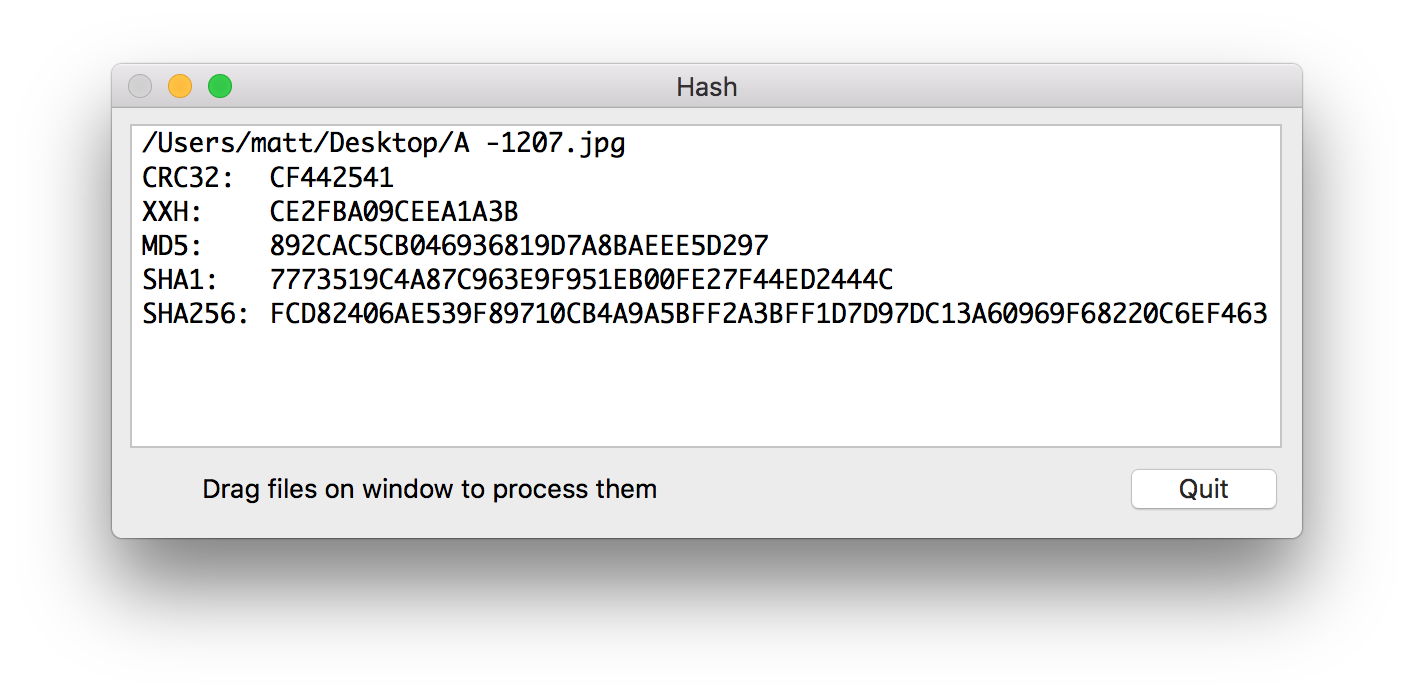 Hash
/Users/matt/Desktop/A -1207.jpg
CRC32: CF442541
XXH: CE2FBA09CEEA1A3B
MD5: 892CAC5CB046936819D7A8BAEEE5D297
SHA1: 7773519C4A87C963E9F951EB00FE27F44ED2444C
SHA256: FCD82406AE539F89710CB4A9A5BFF2A3BFF1D7D97DC13A60969F68220C6EF463
Drag files on window to process them
Quit